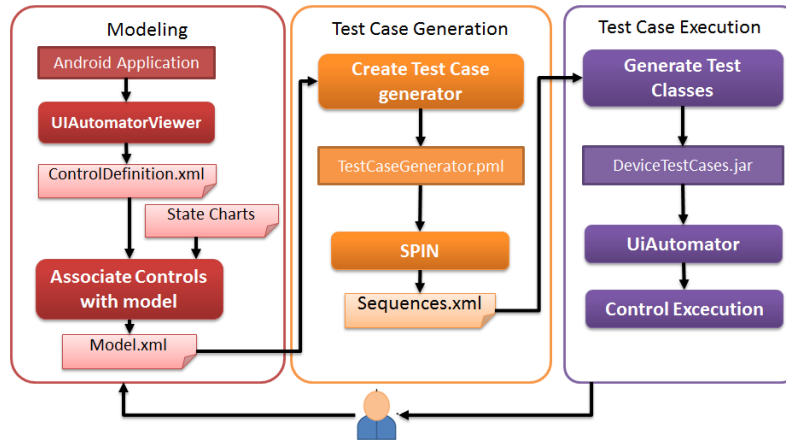 Modeling
Android Application
UIAutomatorViewer
ControlDefinition.xml
State Charts
Associate Controls
with model
Model.xml
Test Case Generation
Create Test Case
generator
TestCaseGenerator.pml
SPIN
Sequences.xml
Test Case Execution
Generate Test
Classes
DeviceTestCases.jar
UiAutomator
Control Excecution